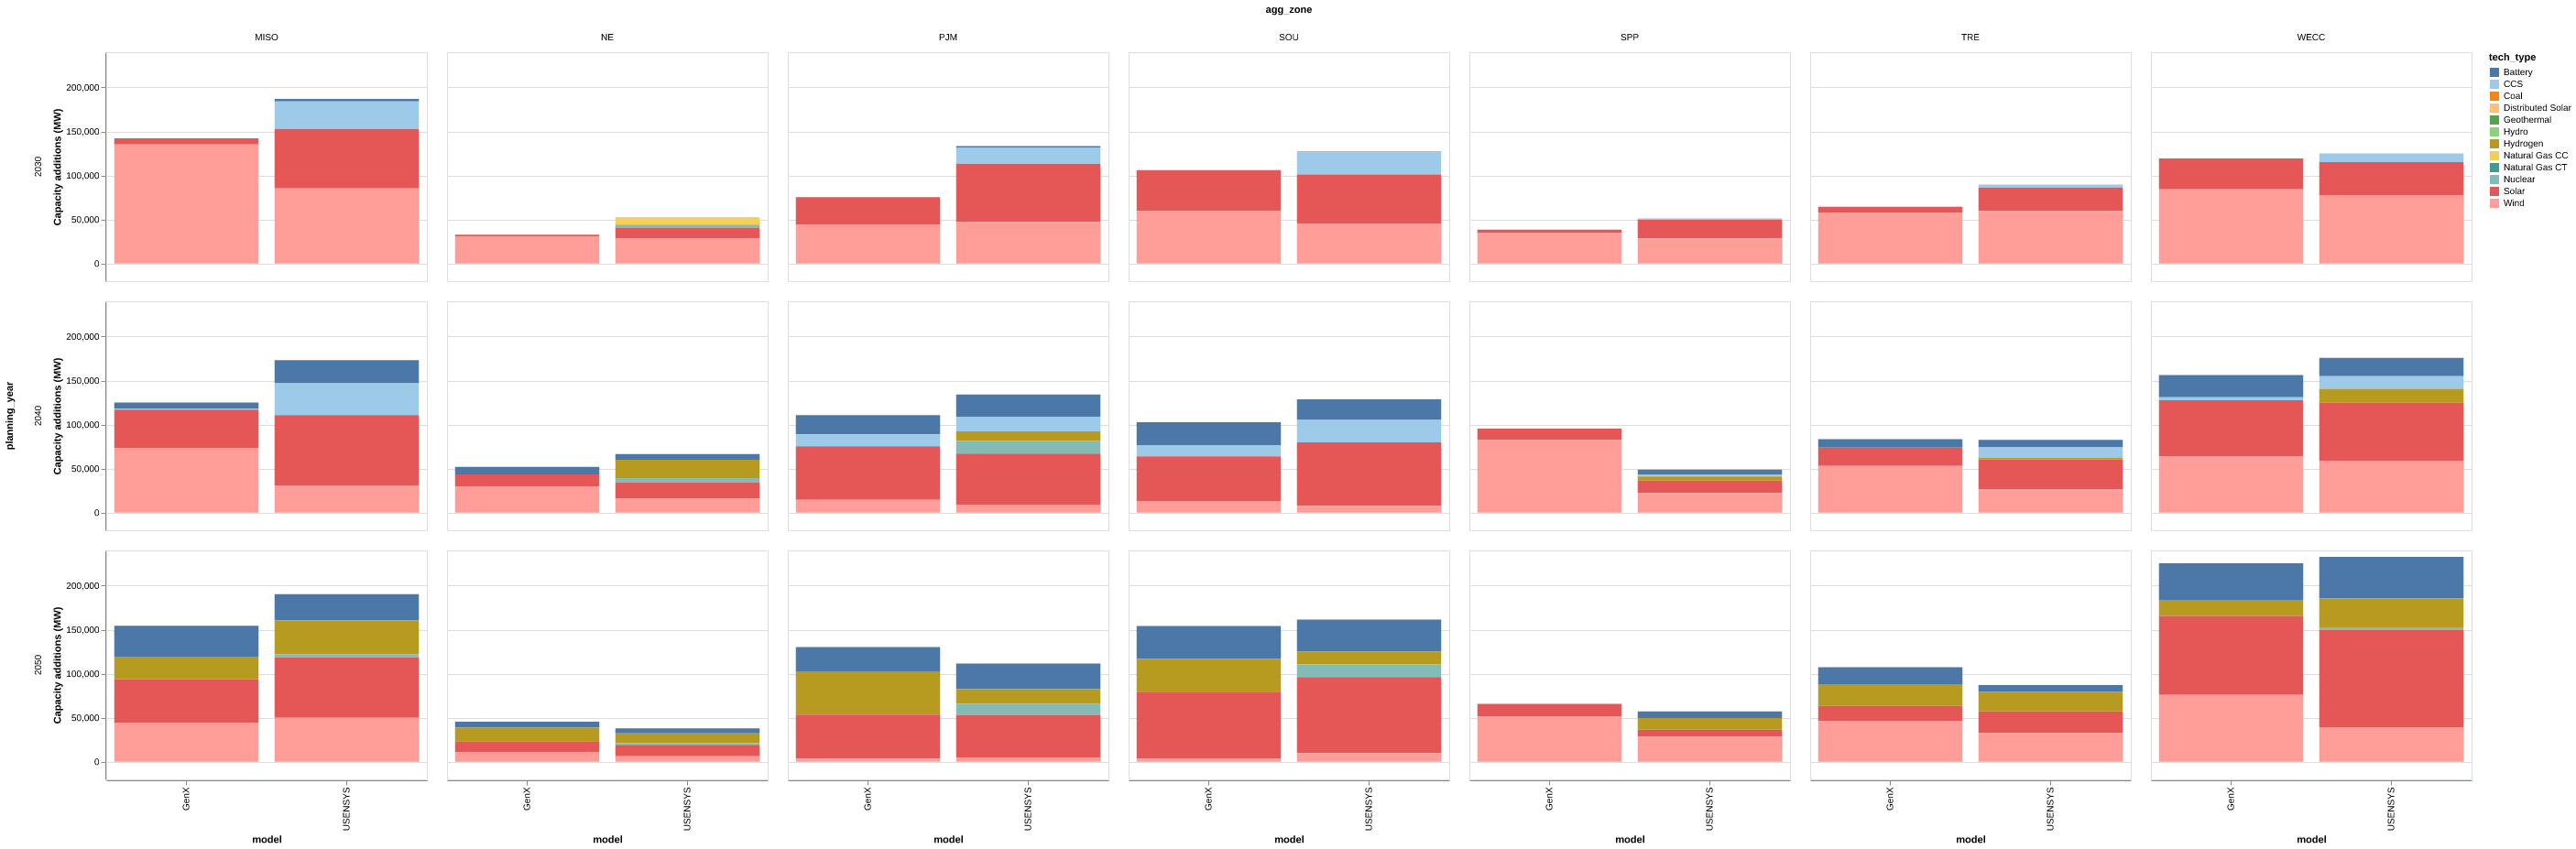 agg_zone
MISO
NE
PJM
SOU
SPP
TRE
WECC
planning_year
2030
Capacity additions (MW)
200,000
150,000
100,000
50,000
0
2040
Capacity additions (MW)
200,000
150,000
100,000
50,000
0
2050
Capacity additions (MW)
200,000
150,000
100,000
50,000
0
GenX
USENSYS
model
GenX
USENSYS
model
GenX
USENSYS
model
GenX
USENSYS
model
GenX
USENSYS
model
GenX
USENSYS
model
GenX
USENSYS
model
tech_type
Battery
CCS
Coal
Distributed Solar
Geothermal
Hydro
Hydrogen
Natural Gas CC
Natural Gas CT
Nuclear
Solar
Wind